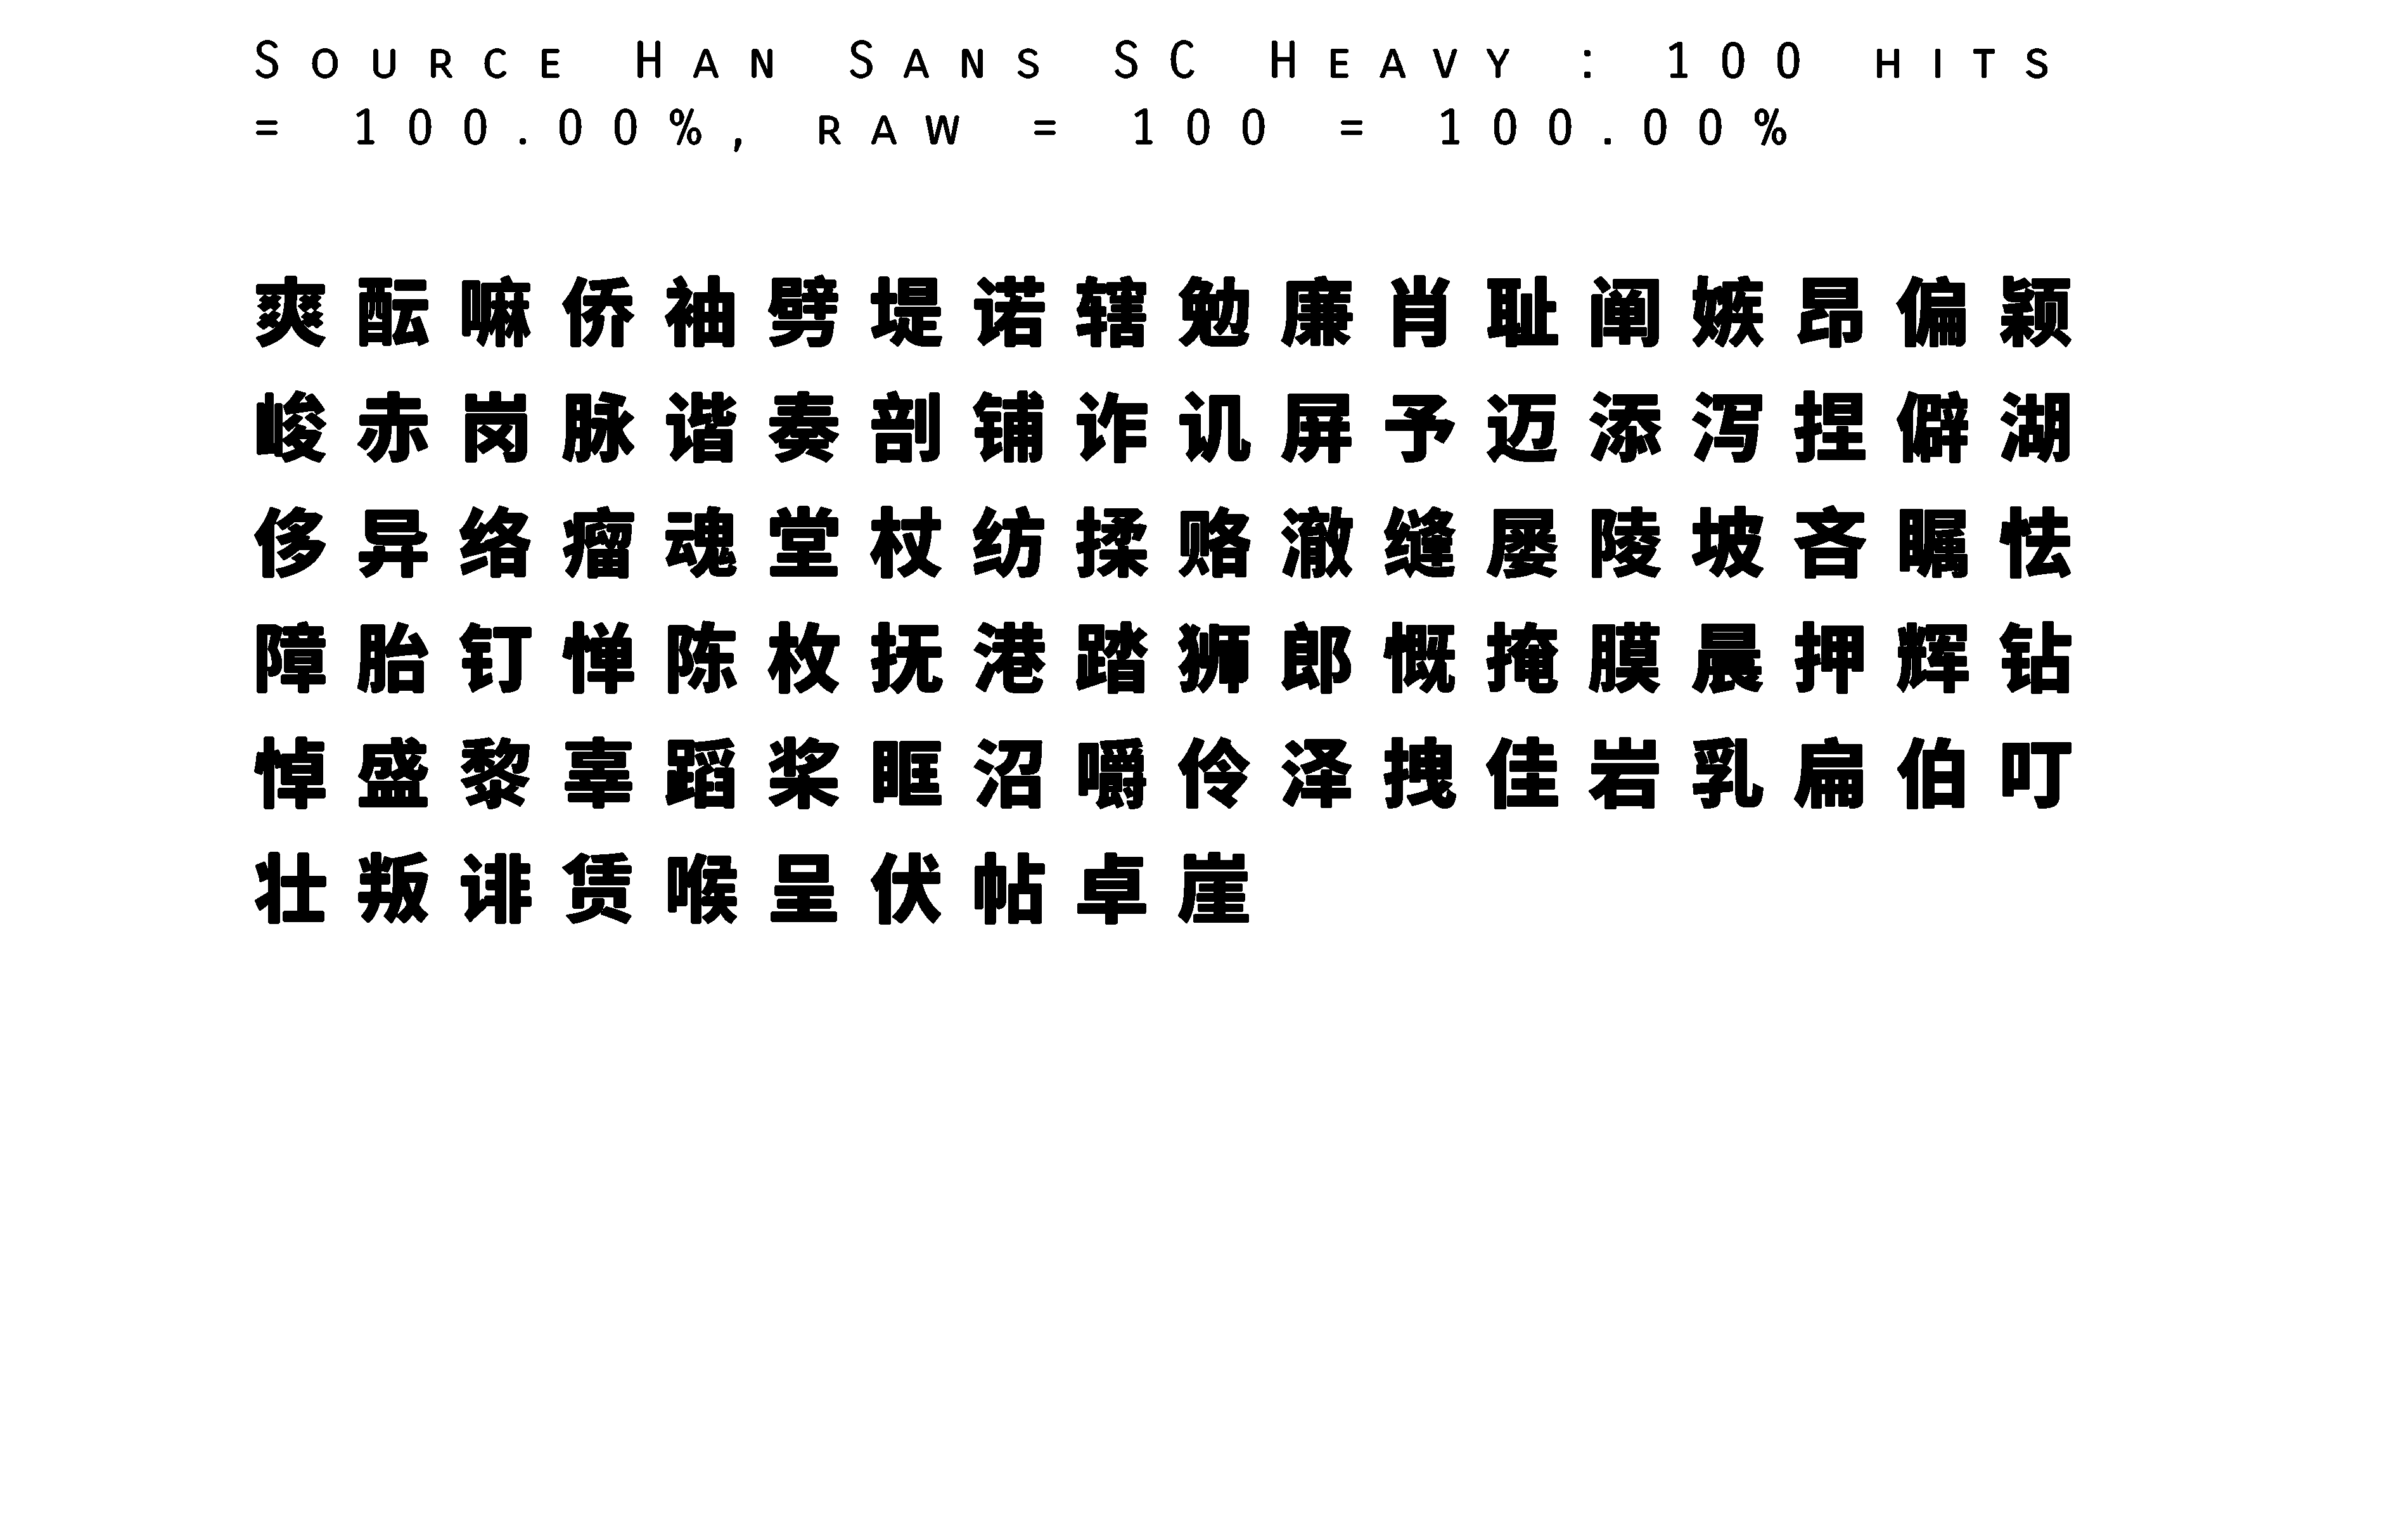 Source Han Sans SC Heavy : 100 hits
= 100.00%, raw = 100 = 100.00%
爽酝嘛侨袖劈堤诺辖勉廉肖耻阐嫉昂偏颖
峻赤岗脉谐奏剖铺诈讥屏予迈添泻捏僻湖
侈异络瘤魂堂杖纺揉赂澈缝屡陵坡吝瞩怯
障胎钉惮陈枚抚港踏狮郎慨掩膜晨押辉钻
悼盛黎辜蹈桨眶沼嚼伶泽拽佳岩乳扁伯叮
壮叛诽赁喉呈伏帖卓崖